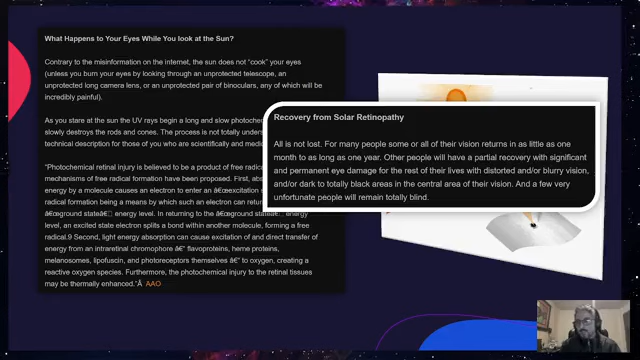 What Happens to Your Eyes While You look at the Sun?
Contrary to the misinformation on the internet, the sun does not “cook” your eyes
(unless you burn your eyes by looking through an unprotected telescope, an
unprotected long camera lens, or an unprotected pair of binoculars, any of which will be
incredibly painful).
As you stare at the sun the UV rays begin a long and slow photochem
slowly destroys the rods and cones. The process is not totally unders
technical description for those of you who are scientifically and medic
“Photochemical retinal injury is believed to be a product of free radica
mechanisms of free radical formation have been proposed. First, abs
energy by a molecule causes an electron to enter an â€œexcitation s
radical formation being a means by which such an electron can retur
â€œground stateâ€ energy level. In returning to the â€œground stateâ€ energy
level, an excited state electron splits a bond within another molecule, forming a free
radical.9 Second, light energy absorption can cause excitation of and direct transfer of
energy from an intraretinal chromophore â€” flavoproteins, heme proteins,
melanosomes, lipofuscin, and photoreceptors themselves â€” to oxygen, creating a
reactive oxygen species. Furthermore, the photochemical injury to the retinal tissues
may be thermally enhanced.”Â AAO
Recovery from Solar Retinopathy
All is not lost. For many people some or all of their vision returns in as little as one
month to as long as one year. Other people will have a partial recovery with significant
and permanent eye damage for the rest of their lives with distorted and/or blurry vision,
and/or dark to totally black areas in the central area of their vision. And a few very
unfortunate people will remain totally blind.